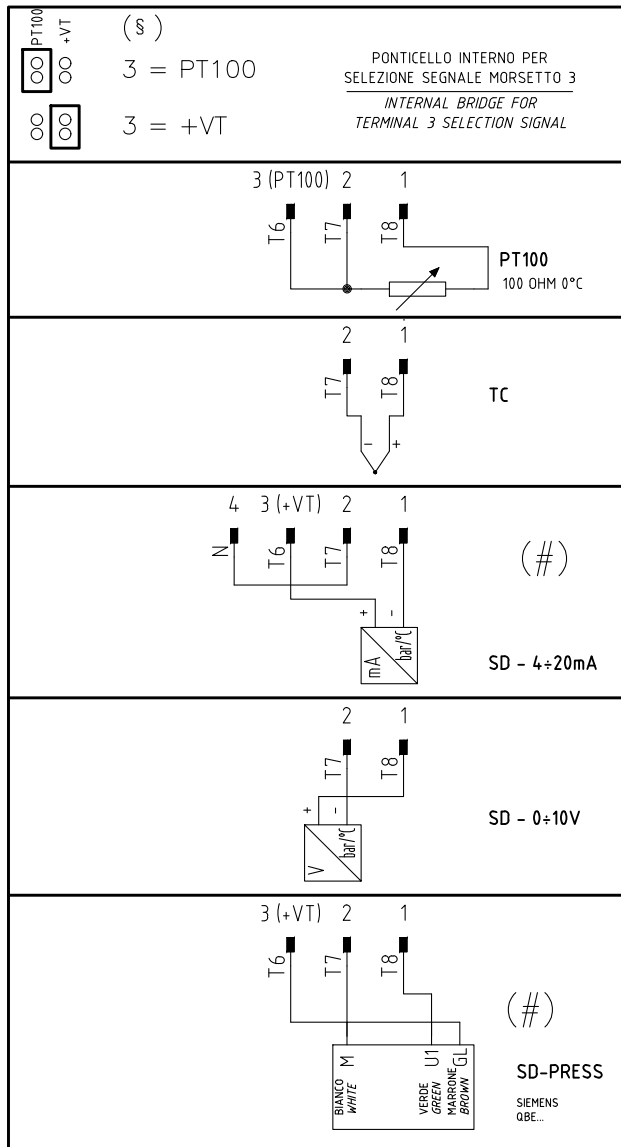 PT100 +VT
(§)
3 = PT100
3 = +VT
PONTICELLO INTERNO PER
SELEZIONE SEGNALE MORSETTO 3
INTERNAL BRIDGE FOR
TERMINAL 3 SELECTION SIGNAL
3 (PT100) 2 1
T6 T7 T8
PT100
100 OHM 0°C
2 1
T7 T8
TC
- +
4 3 (+VT) 2 1
N T6 T7 T8
(#)
+ -
mA bar/°C
SD - 4÷20mA
2 1
T7 T8
+ -
V bar/°C
SD - 0÷10V
3 (+VT) 2 1
T6 T7 T8
(#)
M U1 GL
BIANCO
WHITE
VERDE
GREEN
MARRONE
BROWN
SD-PRESS
SIEMENS
QBE...